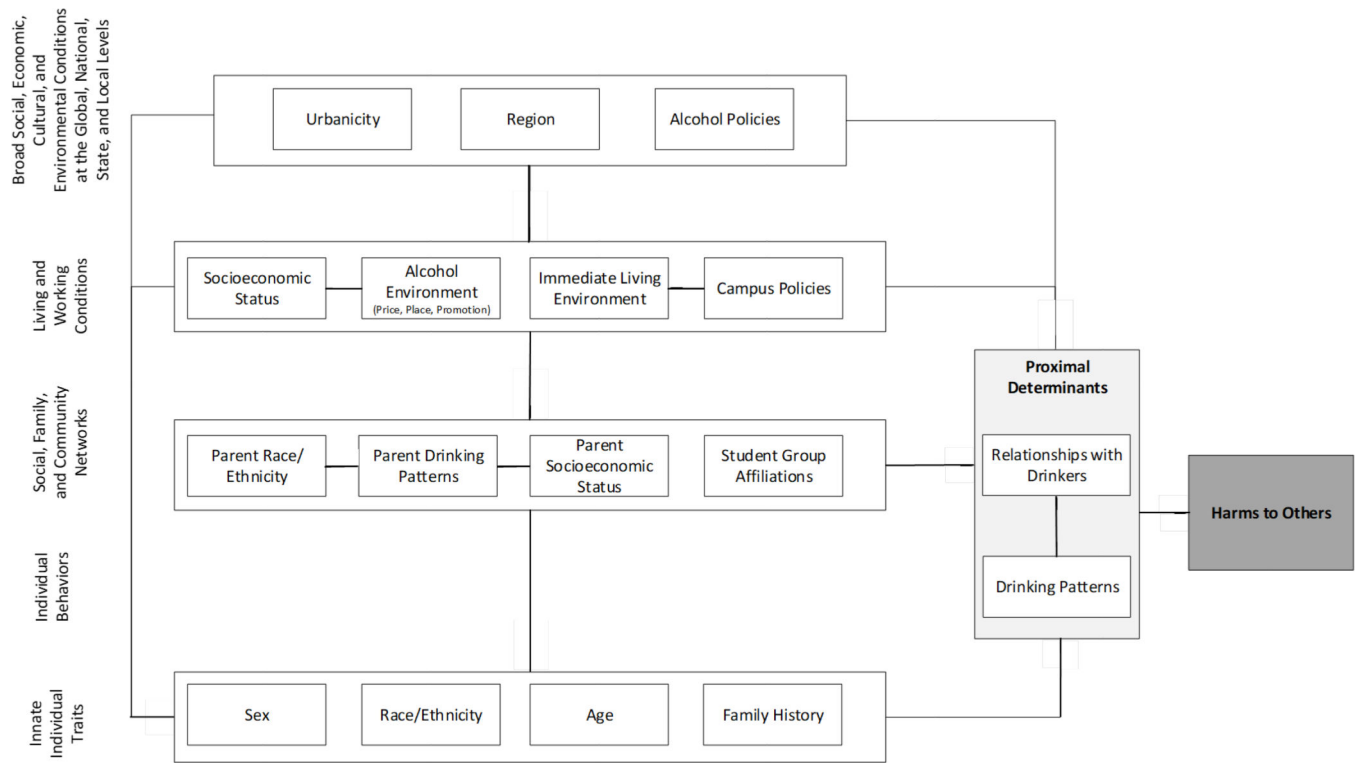 Broad Social, Economic,
Cultural, and
Environmental Conditions
at the Global, National,
State, and Local Levels
Urbanicity
Region
Alcohol Policies
Living and
Working
Conditions
Socioeconomic
Status
Alcohol
Environment
(Price, Place, Promotion)
Immediate Living
Environment
Campus Policies
Proximal
Determinants
Social, Family,
and Community
Networks
Parent Race/
Ethnicity
Parent Drinking
Patterns
Parent
Socioeconomic
Status
Student Group
Affiliations
Relationships with
Drinkers
Harms to Others
Individual
Behaviors
Drinking Patterns
Innate
Individual
Traits
Sex
Race/Ethnicity
Age
Family History